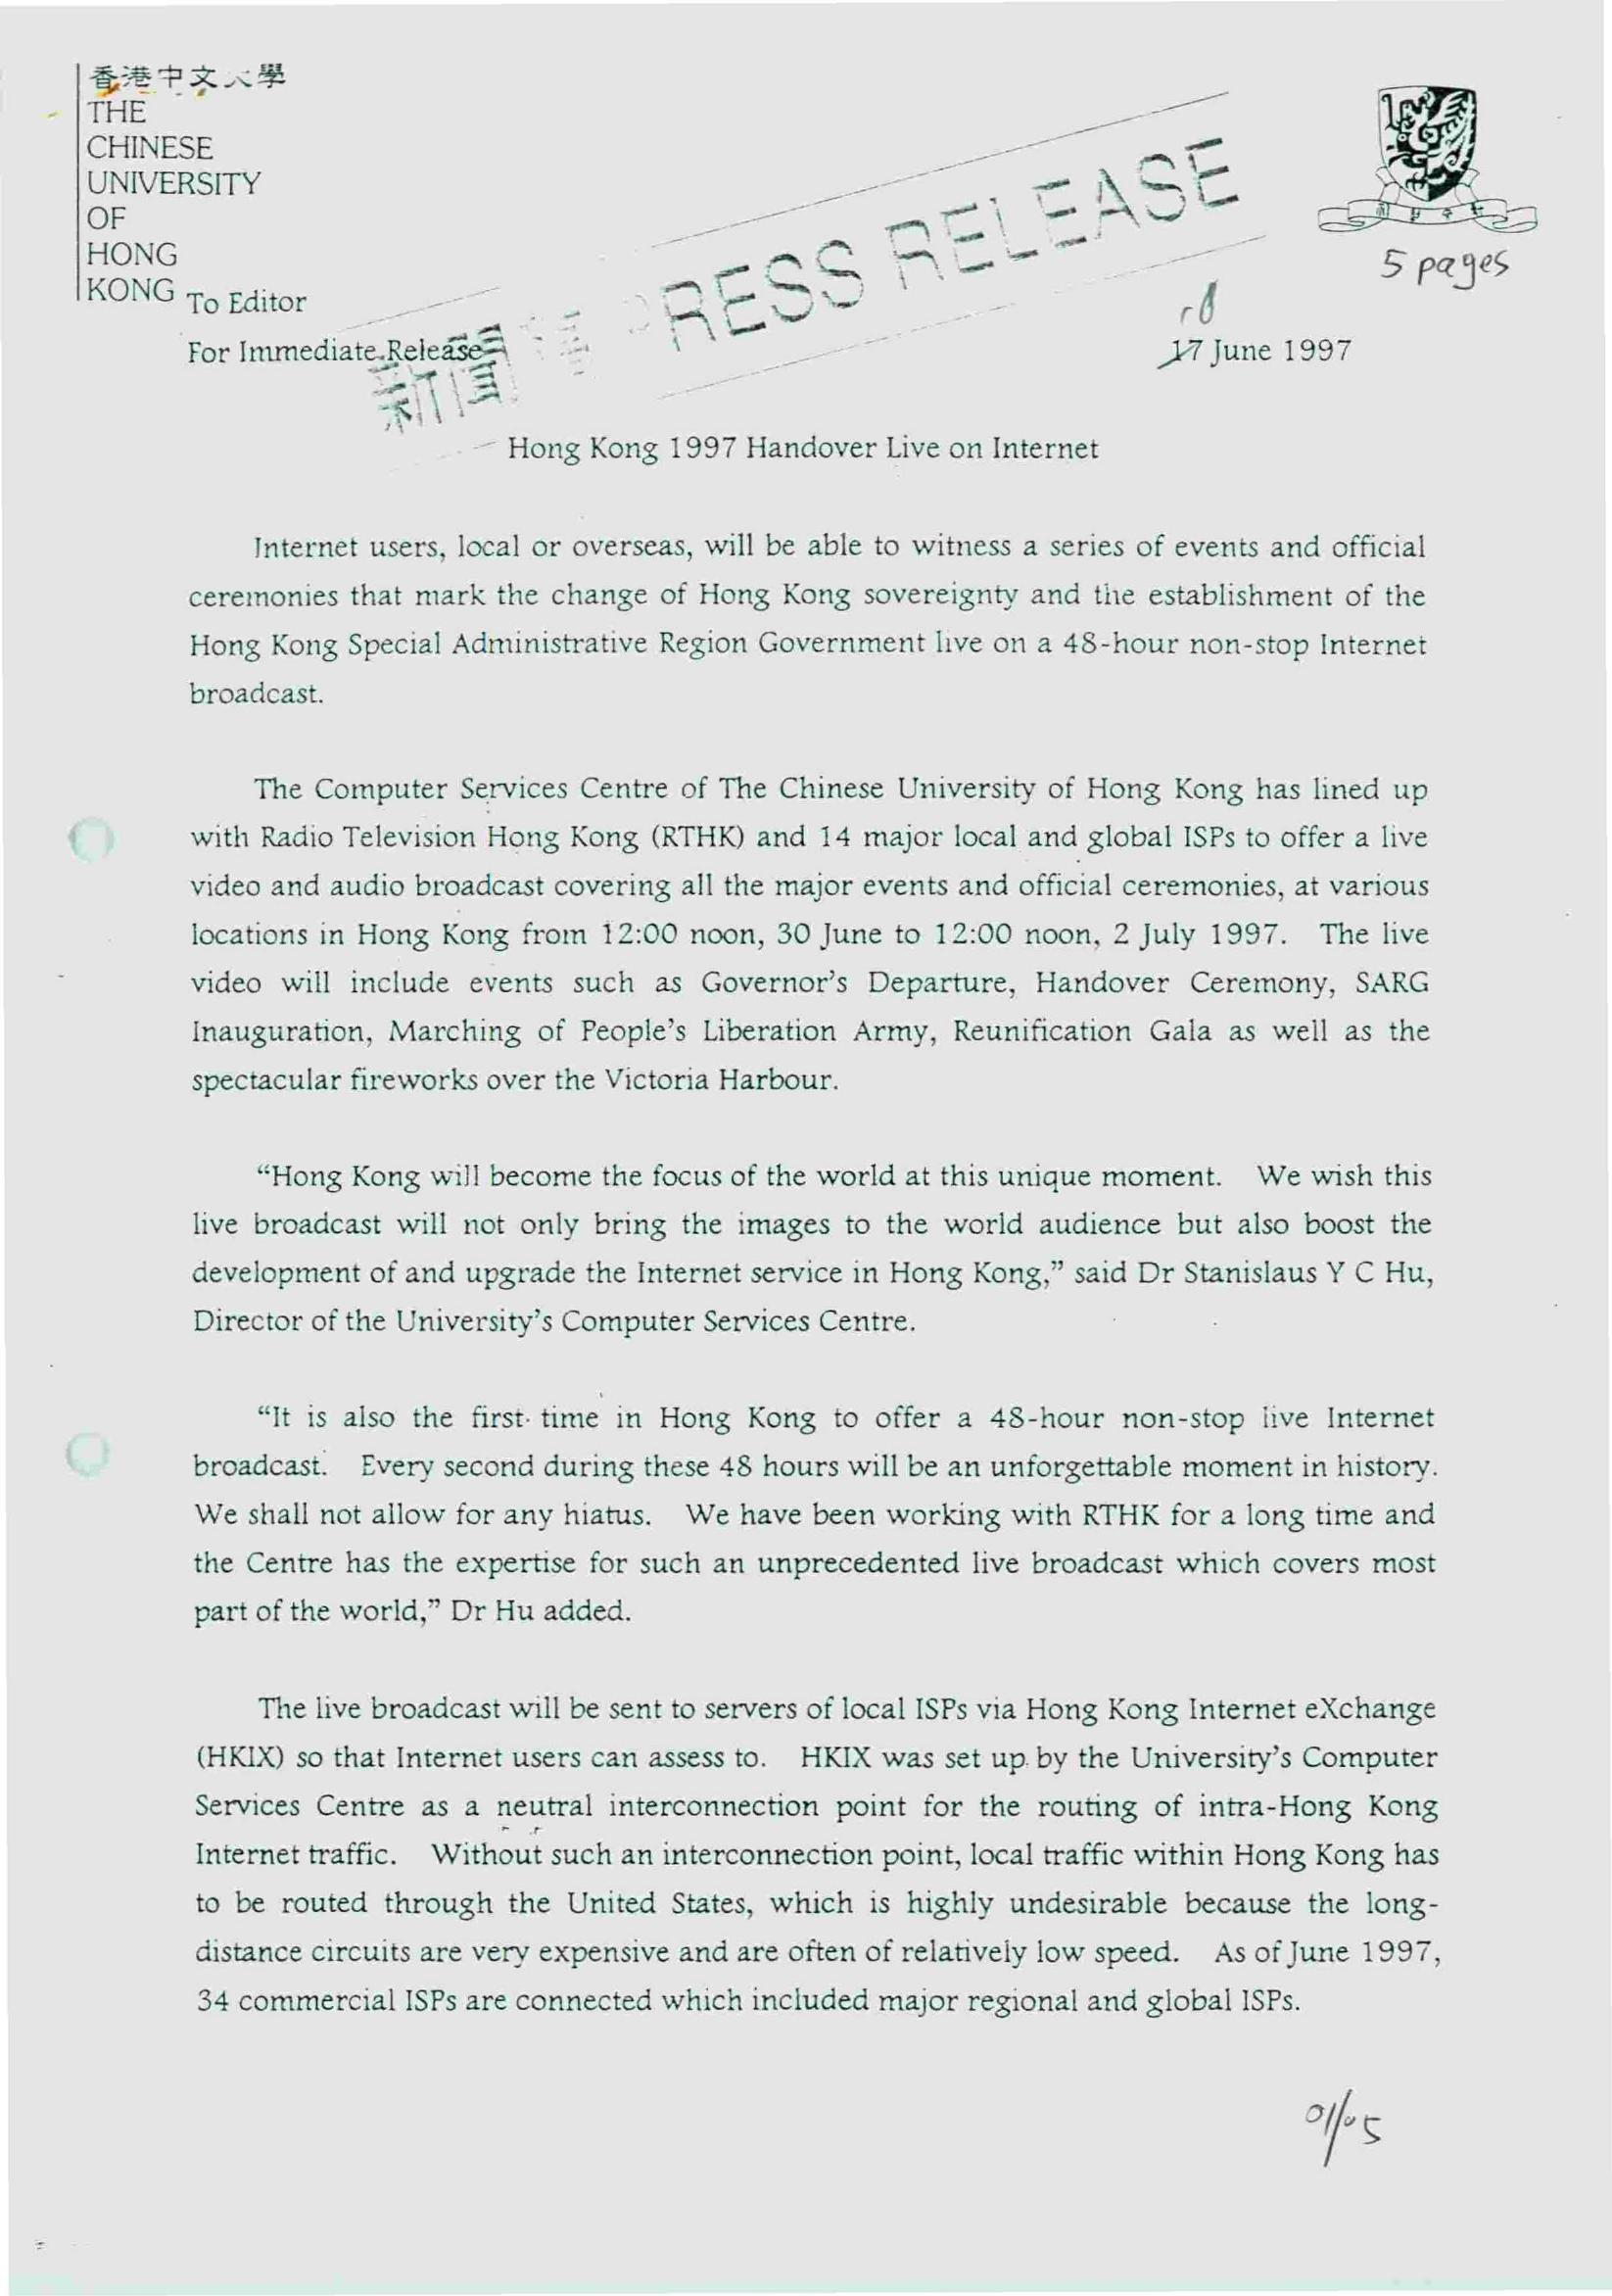 香港中文大學
THE
CHINESE
UNIVERSITY
OF
HONG
KONG
PRESS RELEASE
5 pages
To Editor
For Immediate Release
新聞
17 June 1997
Hong Kong 1997 Handover Live on Internet
Internet users, local or overseas, will be able to witness a series of events and official
ceremonies that mark the change of Hong Kong sovereignty and the establishment of the
Hong Kong Special Administrative Region Government live on a 48-hour non-stop Internet
broadcast.
The Computer Services Centre of The Chinese University of Hong Kong has lined up
with Radio Television Hong Kong (RTHK) and 14 major local and global ISPs to offer a live
video and audio broadcast covering all the major events and official ceremonies, at various
locations in Hong Kong from 12:00 noon, 30 June to 12:00 noon, 2 July 1997. The live
video will include events such as Governor's Departure, Handover Ceremony, SARG
Inauguration, Marching of People's Liberation Army, Reunification Gala as well as the
spectacular fireworks over the Victoria Harbour.
“Hong Kong will become the focus of the world at this unique moment. We wish this
live broadcast will not only bring the images to the world audience but also boost the
development of and upgrade the Internet service in Hong Kong,” said Dr Stanislaus Y C Hu,
Director of the University's Computer Services Centre.
“It is also the first time in Hong Kong to offer a 48-hour non-stop live Internet
broadcast. Every second during these 48 hours will be an unforgettable moment in history.
We shall not allow for any hiatus. We have been working with RTHK for a long time and
the Centre has the expertise for such an unprecedented live broadcast which covers most
part of the world,” Dr Hu added.
The live broadcast will be sent to servers of local ISPs via Hong Kong Internet eXchange
(HKIX) so that Internet users can assess to. HKIX was set up by the University's Computer
Services Centre as a neutral interconnection point for the routing of intra-Hong Kong
Internet traffic. Without such an interconnection point, local traffic within Hong Kong has
to be routed through the United States, which is highly undesirable because the long-
distance circuits are very expensive and are often of relatively low speed. As of June 1997,
34 commercial ISPs are connected which included major regional and global ISPs.
01/05